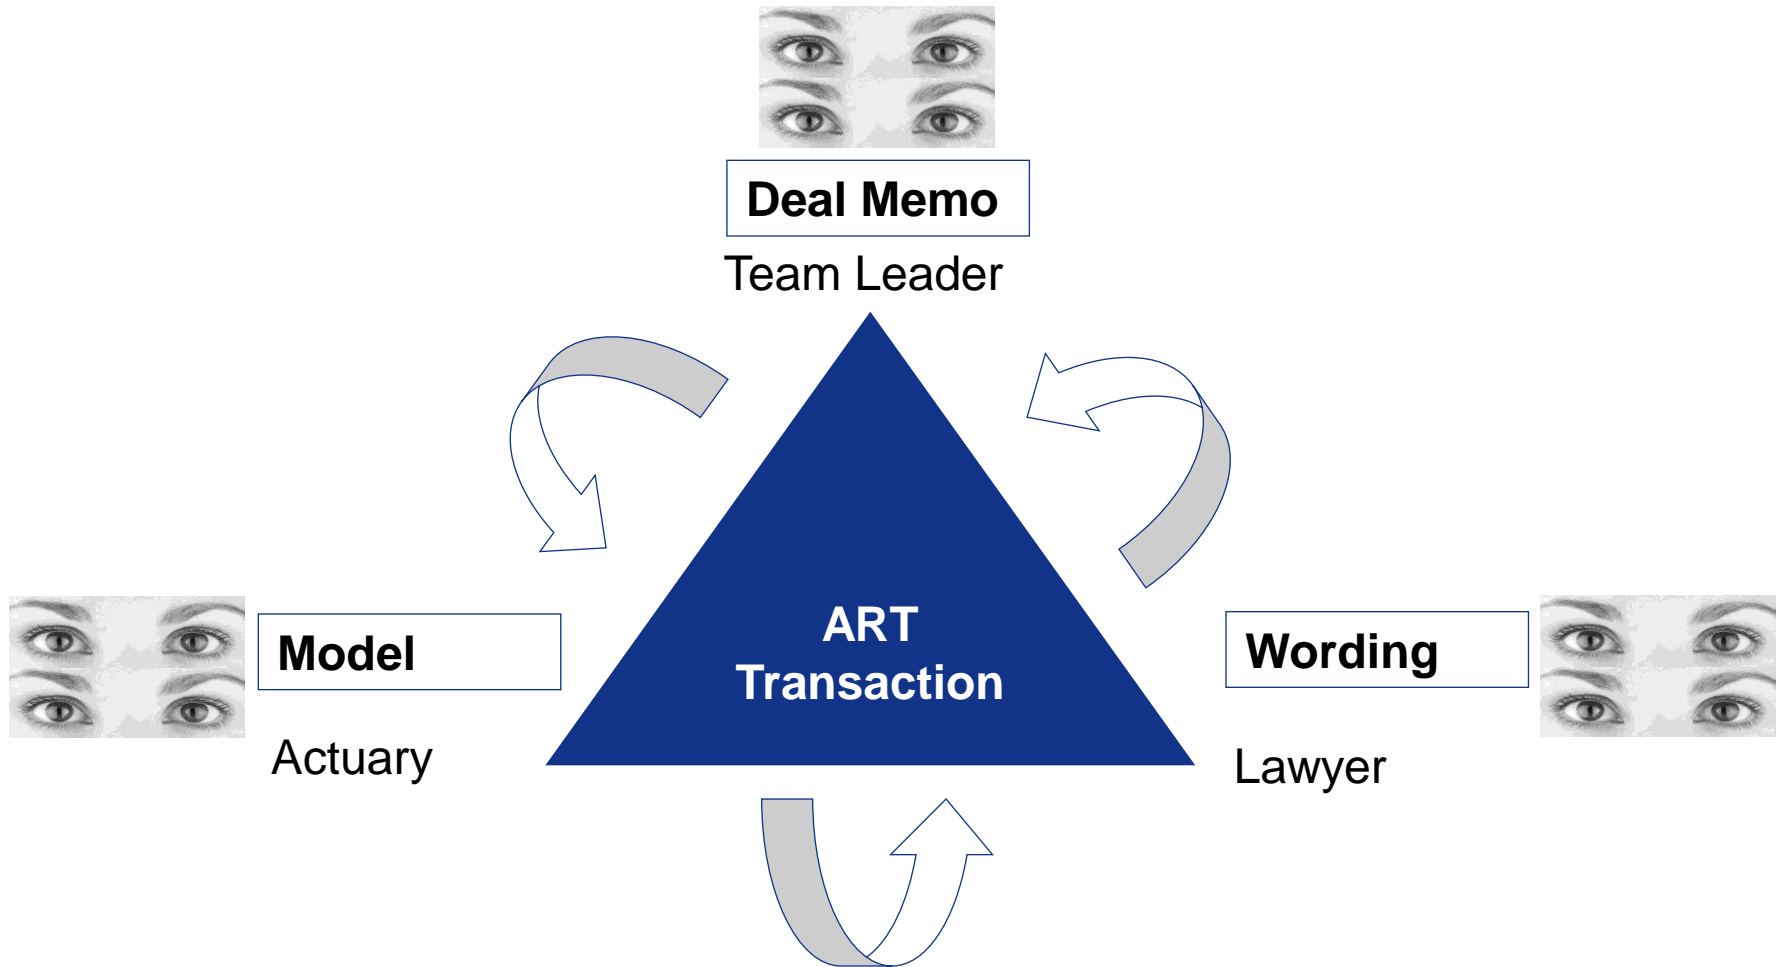 Deal Memo
Team Leader
ART
Transaction
Model
Actuary
Wording
Lawyer